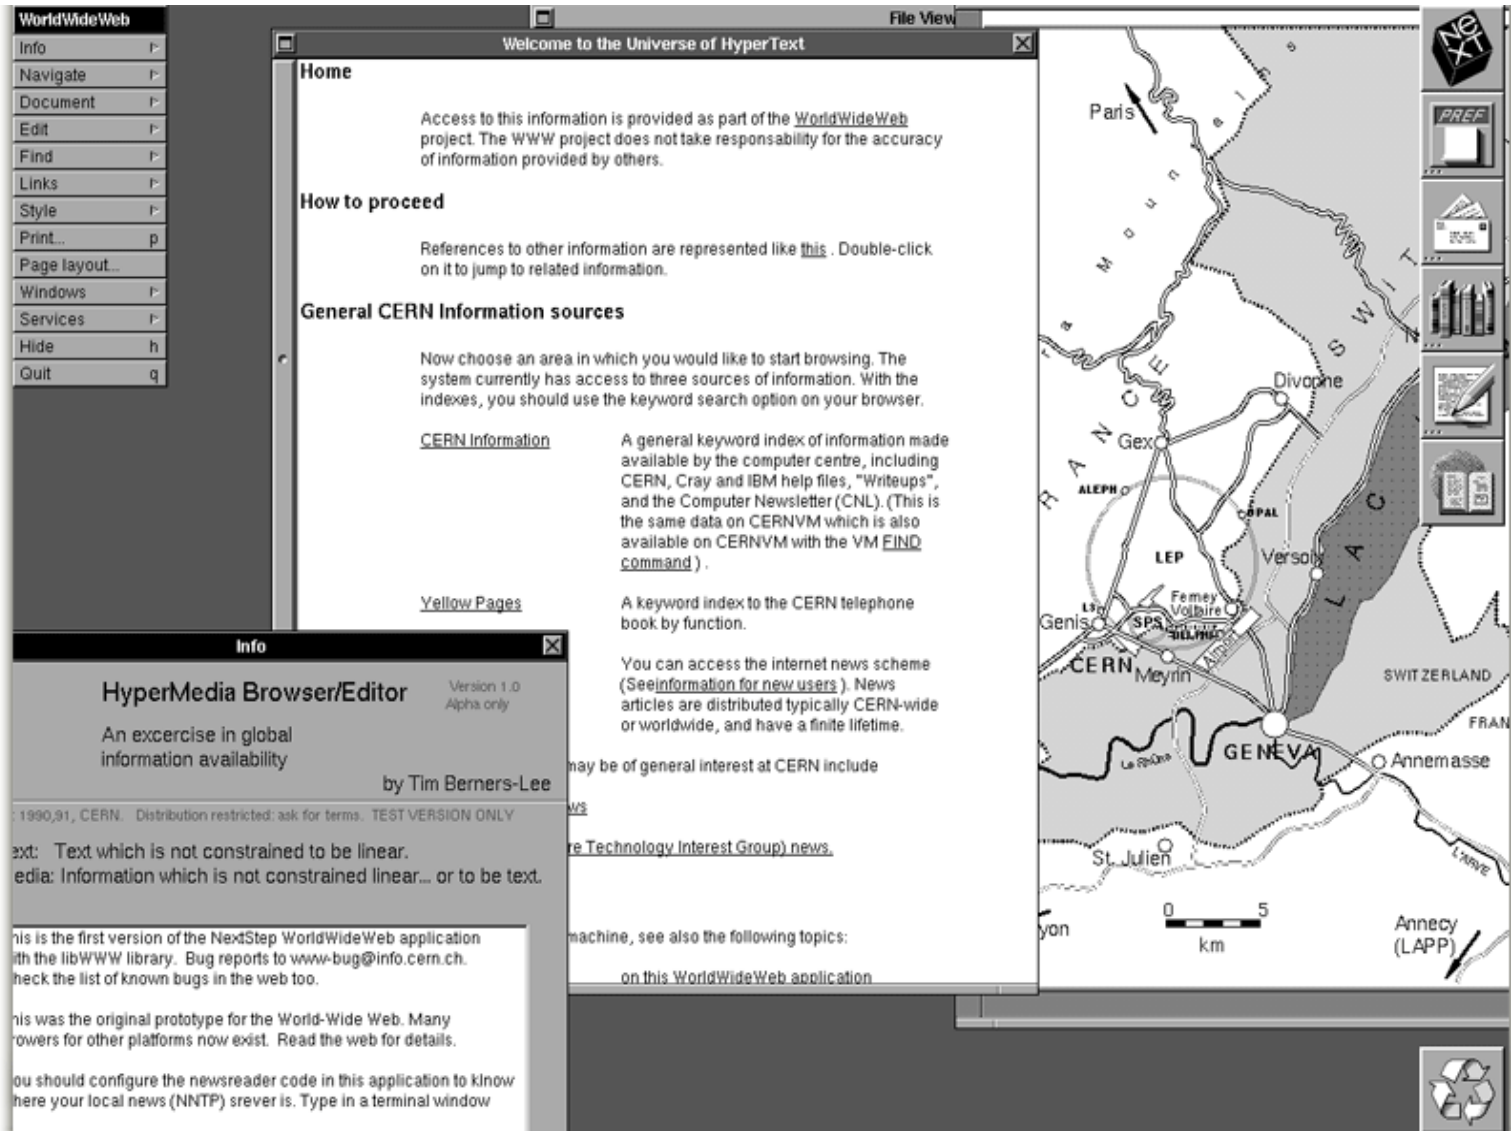 WorldWideWeb
Info
Navigate
Document
Edit
Find
Links
Style
Print... p
Page layout...
Windows
Services
Hide h
Quit q
File View
Welcome to the Universe of HyperText
Home
Access to this information is provided as part of the WorldWideWeb
project. The WWW project does not take responsability for the accuracy
of information provided by others.
How to proceed
References to other information are represented like this . Double-click
on it to jump to related information.
General CERN Information sources
Now choose an area in which you would like to start browsing. The
system currently has access to three sources of information. With the
indexes, you should use the keyword search option on your browser.
CERN Information
A general keyword index of information made
available by the computer centre, including
CERN, Cray and IBM help files, "Writeups",
and the Computer Newsletter (CNL). (This is
the same data on CERNVM which is also
available on CERNVM with the VM FIND
command ) .
Yellow Pages
A keyword index to the CERN telephone
book by function.
You can access the internet news scheme
(Seeinformation for new users ). News
articles are distributed typically CERN-wide
or worldwide, and have a finite lifetime.
may be of general interest at CERN include
ws
re Technology Interest Group) news.
machine, see also the following topics:
on this WorldWideWeb application
Info
HyperMedia Browser/Editor
Version 1.0
Alpha only
An excercise in global
information availability
by Tim Berners-Lee
1990,91, CERN. Distribution restricted: ask for terms. TEST VERSION ONLY
ext: Text which is not constrained to be linear.
edia: Information which is not constrained linear... or to be text.
his is the first version of the NextStep WorldWideWeb application
ith the libWWW library. Bug reports to www-bug@info.cern.ch.
heck the list of known bugs in the web too.
his was the original prototype for the World-Wide Web. Many
rowers for other platforms now exist. Read the web for details.
ou should configure the newsreader code in this application to klnow
here your local news (NNTP) srever is. Type in a terminal window
Paris
ra Mountains
FRANCE
SWIT
Divonne
Gex
ALEPH
OPAL
LEP
Versoix
LAC
Ferney
Voltaire
L3
Genis
SPS
DELPHI
Airport
CERN
Meyrin
SWITZERLAND
FRAN
GENEVA
Le Rhône
Annemasse
St. Julien
L'ARVE
0 5
km
yon
Annecy
(LAPP)
NeXT
PREF